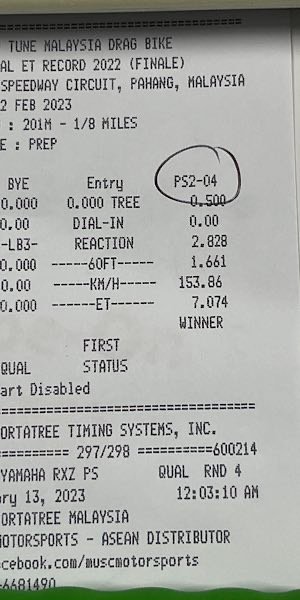 TUNE MALAYSIA DRAG BIKE
AL ET RECORD 2022 (FINALE)
SPEEDWAY CIRCUIT, PAHANG, MALAYSIA
2 FEB 2023
: 201M - 1/8 MILES
E : PREP
BYE Entry PS2-04
0.000 0.000 TREE 0.500
0.00 DIAL-IN 0.00
-LB3- REACTION 2.828
0.000 -----60FT----- 1.661
0.00 -----KM/H----- 153.86
0.000 ------ET------ 7.074
WINNER
FIRST
QUAL STATUS
art Disabled
ORTATREE TIMING SYSTEMS, INC.
========== 297/298 ==========600214
YAMAHA RXZ PS QUAL RND 4
ry 13, 2023 12:03:10 AM
ORTATREE MALAYSIA
MOTORSPORTS - ASEAN DISTRIBUTOR
cebook.com/muscmotorsports
-6681490